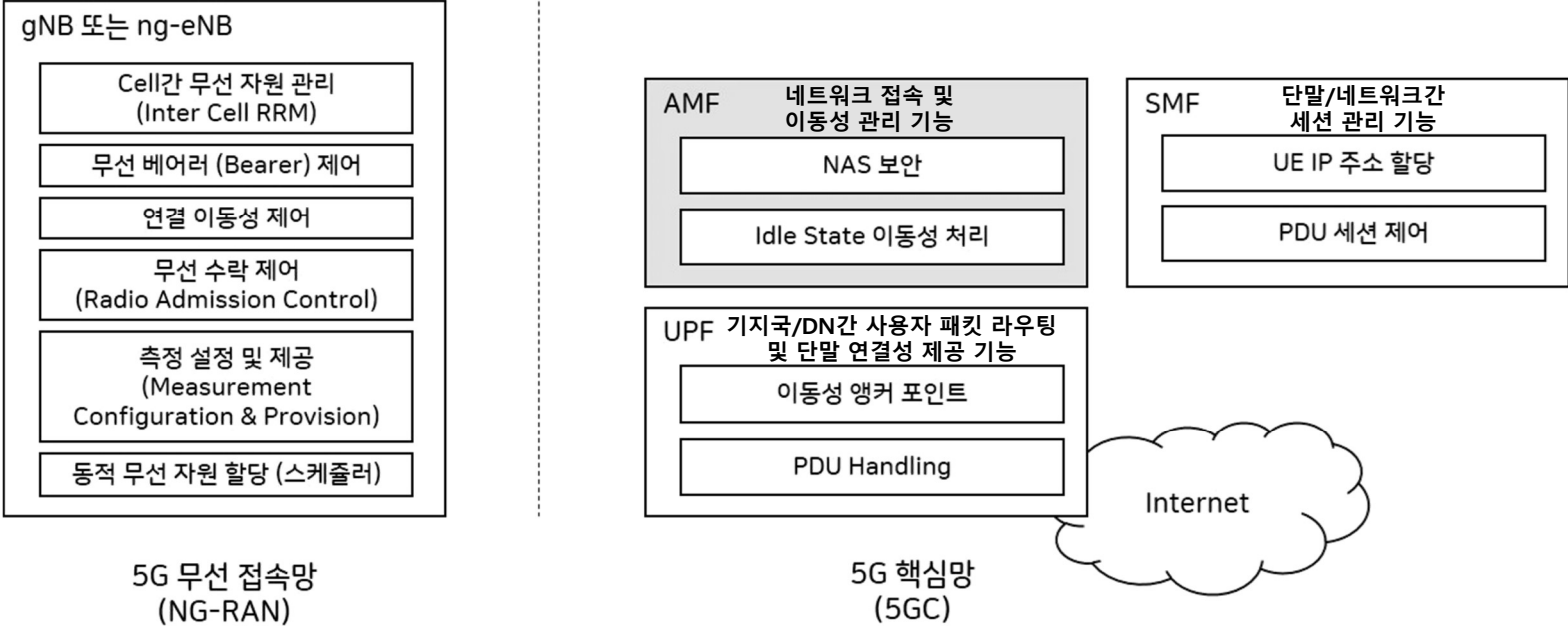 gNB 또는 ng-eNB
Cell간 무선 자원 관리
(Inter Cell RRM)
무선 베어러 (Bearer) 제어
연결 이동성 제어
무선 수락 제어
(Radio Admission Control)
측정 설정 및 제공
(Measurement
Configuration & Provision)
동적 무선 자원 할당 (스케쥴러)
5G 무선 접속망
(NG-RAN)
AMF
네트워크 접속 및
이동성 관리 기능
NAS 보안
Idle State 이동성 처리
SMF
단말/네트워크간
세션 관리 기능
UE IP 주소 할당
PDU 세션 제어
UPF
기지국/DN간 사용자 패킷 라우팅
및 단말 연결성 제공 기능
이동성 앵커 포인트
PDU Handling
Internet
5G 핵심망
(5GC)